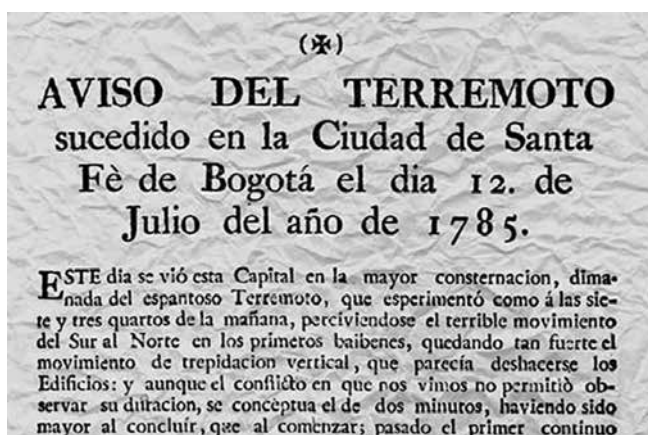 (✠)
AVISO DEL TERREMOTO
sucedido en la Ciudad de Santa
Fè de Bogotá el dia 12. de
Julio del año de 1785.
ESTE dia se vió esta Capital en la mayor consternacion, dima-
nada del espantoso Terremoto, que esperimentó como á las sie-
te y tres quartos de la mañana, perciviendose el terrible movimiento
del Sur al Norte en los primeros baibenes, quedando tan fuerte el
movimiento de trepidacion vertical, que parecía deshacerse los
Edificios: y aunque el conflicto en que nos vimos no permitiò ob-
servar su duracion, se conceptua el de dos minutos, haviendo sido
mayor al concluír, que al comenzar; pasado el primer continuo